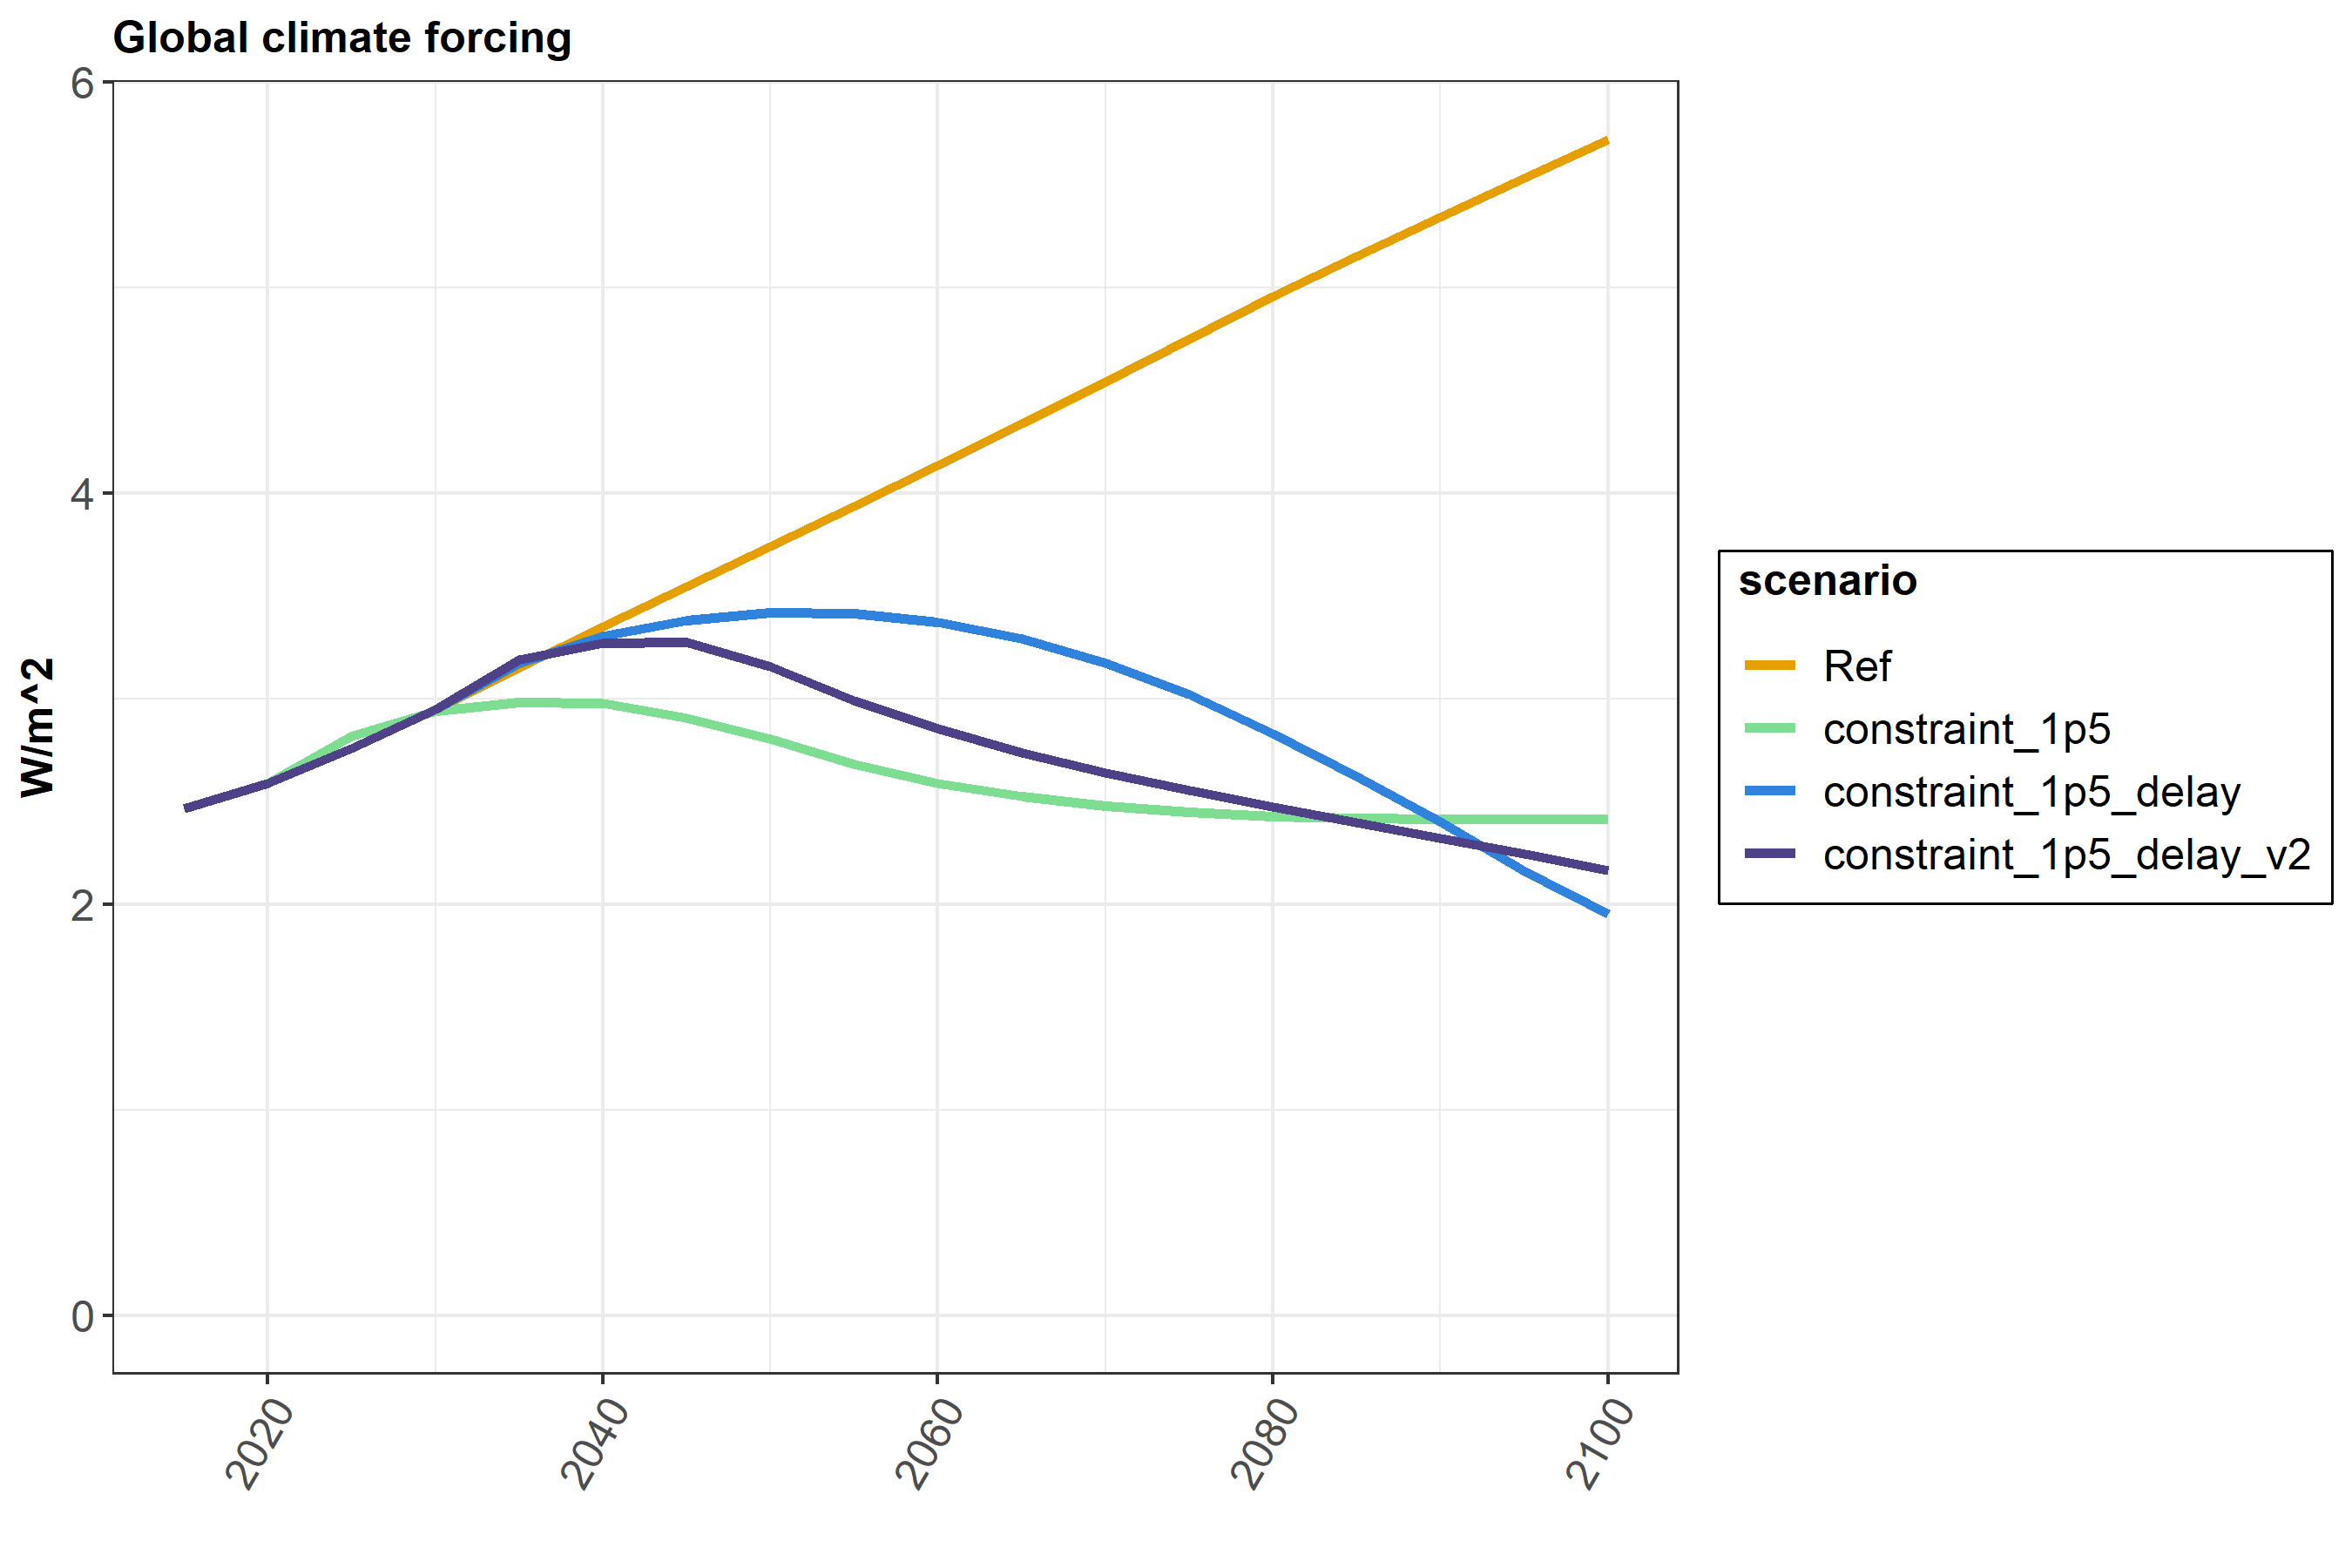 Global climate forcing
6
4
2
0
W/m^2
2020
2040
2060
2080
2100
scenario
Ref
constraint_1p5
constraint_1p5_delay
constraint_1p5_delay_v2